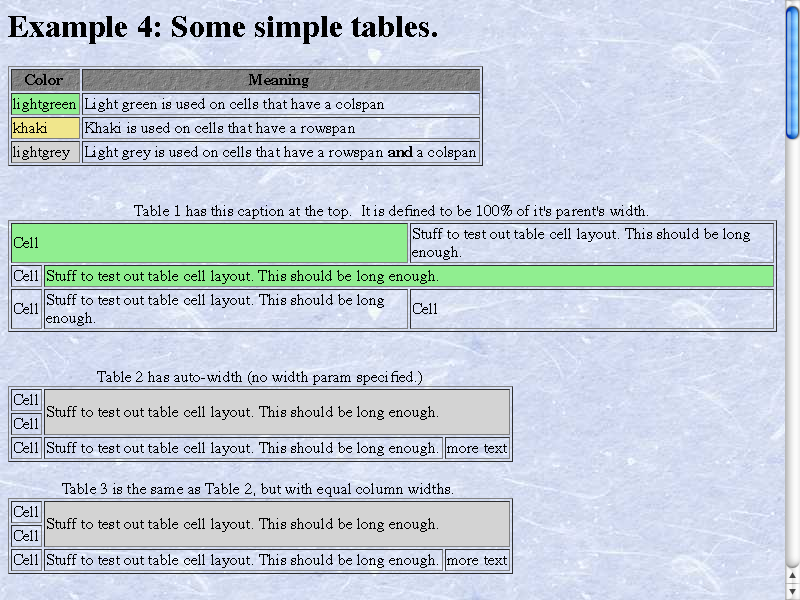 Example 4: Some simple tables.
Color Meaning
lightgreen Light green is used on cells that have a colspan
khaki Khaki is used on cells that have a rowspan
lightgrey Light grey is used on cells that have a rowspan and a colspan
Table 1 has this caption at the top. It is defined to be 100% of it's parent's width.
Cell
Stuff to test out table cell layout. This should be long
enough.
Cell Stuff to test out table cell layout. This should be long enough.
Cell
Stuff to test out table cell layout. This should be long
enough.
Cell
Table 2 has auto-width (no width param specified.)
Cell
Stuff to test out table cell layout. This should be long enough.
Cell
Cell Stuff to test out table cell layout. This should be long enough. more text
Table 3 is the same as Table 2, but with equal column widths.
Cell
Stuff to test out table cell layout. This should be long enough.
Cell
Cell Stuff to test out table cell layout. This should be long enough. more text